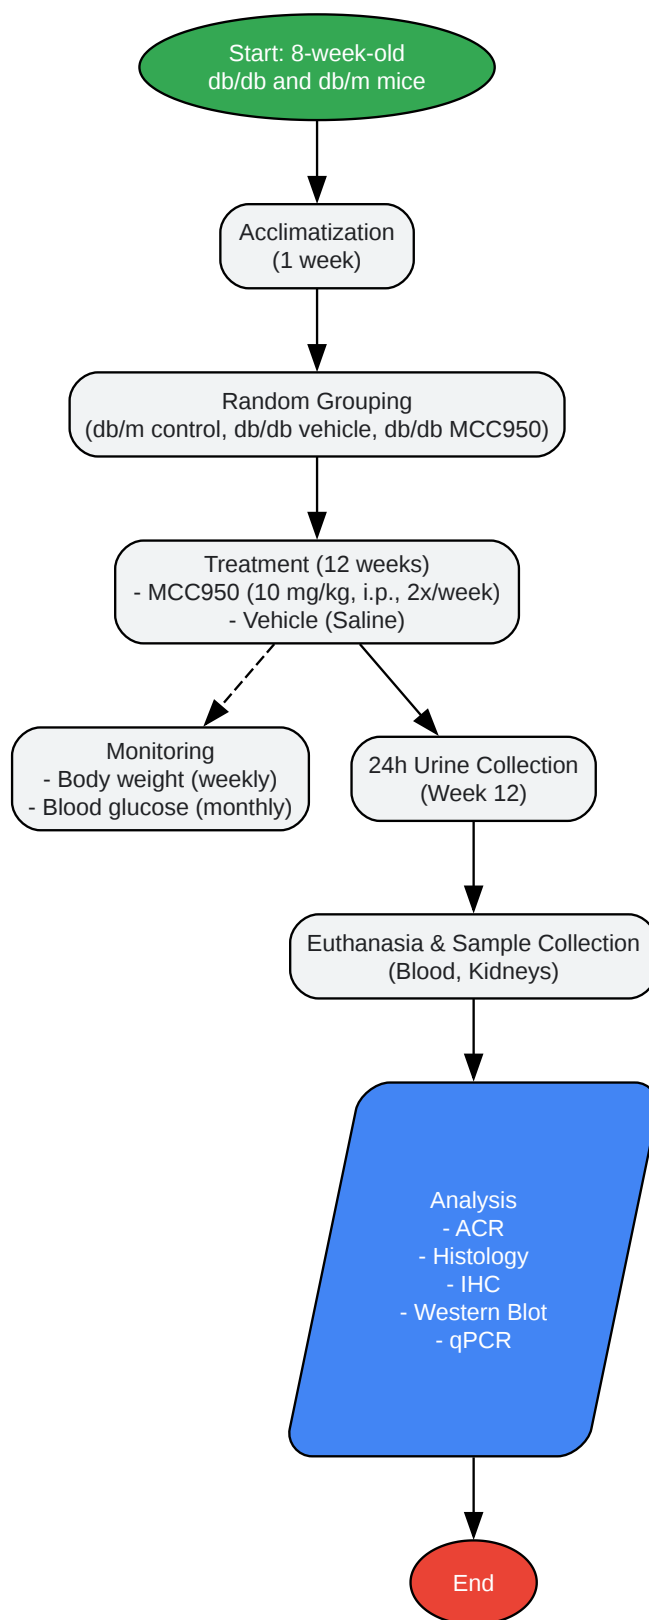 Start: 8-week-old
db/db and db/m mice
Acclimatization
(1 week)
Random Grouping
(db/m control, db/db vehicle, db/db MCC950)
Treatment (12 weeks)
- MCC950 (10 mg/kg, i.p., 2x/week)
- Vehicle (Saline)
Monitoring
- Body weight (weekly)
- Blood glucose (monthly)
24h Urine Collection
(Week 12)
Euthanasia & Sample Collection
(Blood, Kidneys)
Analysis
- ACR
- Histology
- IHC
- Western Blot
- qPCR
End